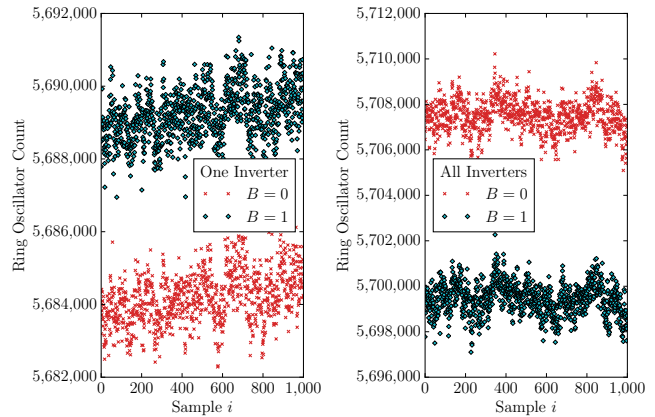 Ring Oscillator Count
5,692,000
5,690,000
5,688,000
5,686,000
5,684,000
5,682,000
0 200 400 600 800 1,000
Sample i
One Inverter
B = 0
B = 1
Ring Oscillator Count
5,712,000
5,710,000
5,708,000
5,706,000
5,704,000
5,702,000
5,700,000
5,698,000
5,696,000
0 200 400 600 800 1,000
Sample i
All Inverters
B = 0
B = 1